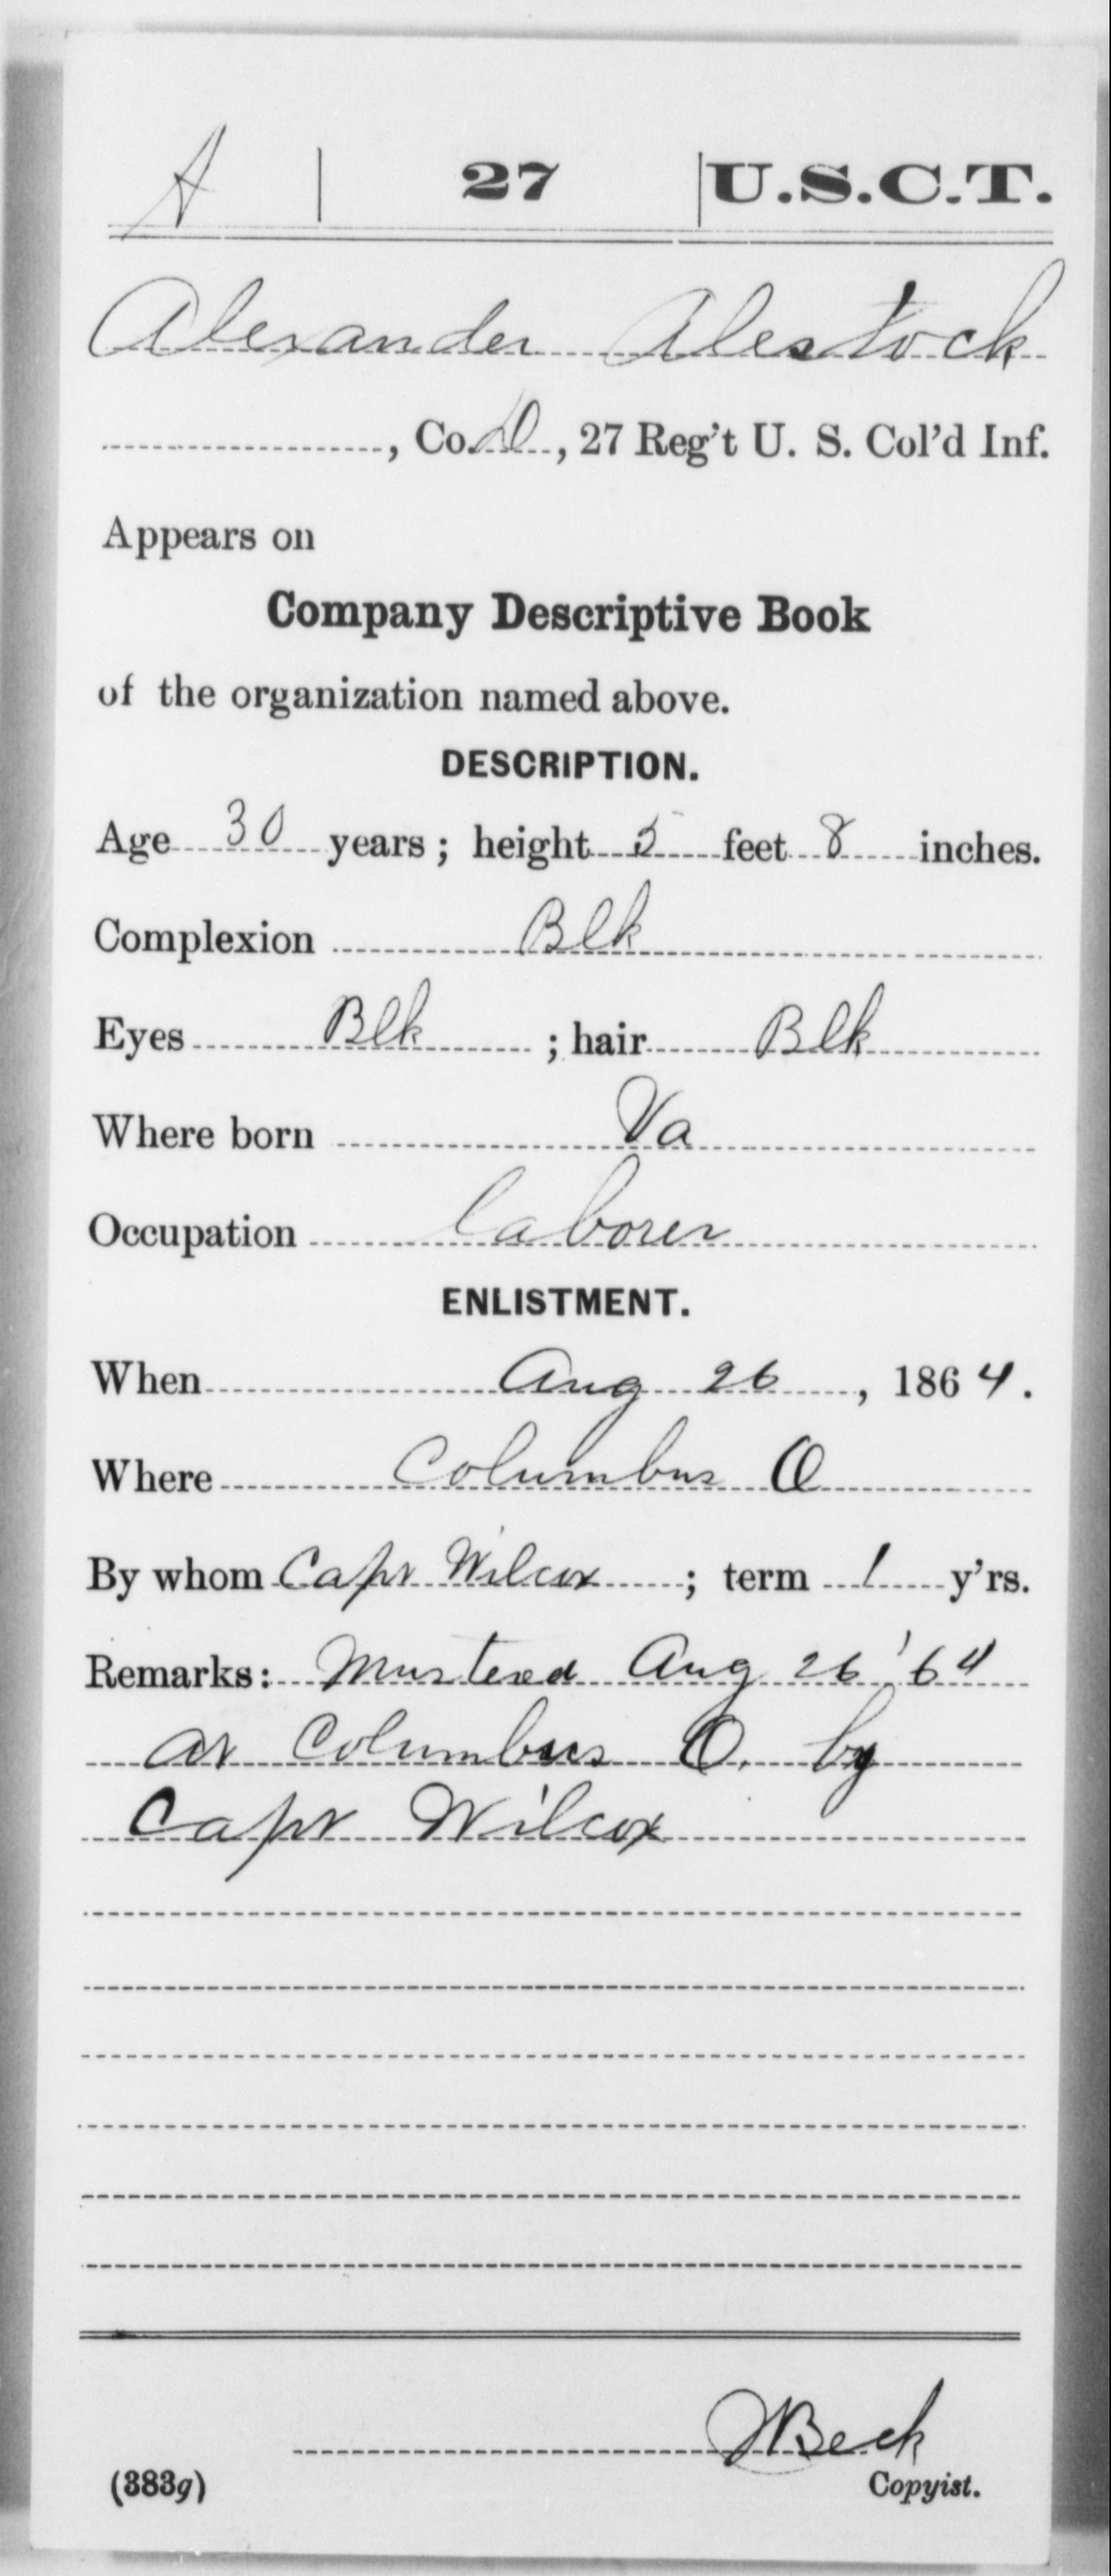 A | 27 | U.S.C.T.
Alexander Alestock
, Co. D, 27 Reg't U. S. Col'd Inf.
Appears on
Company Descriptive Book
of the organization named above.
DESCRIPTION.
Age 30 years; height 5 feet 8 inches.
Complexion Blk
Eyes Blk ; hair Blk
Where born Va
Occupation laborer
ENLISTMENT.
When Aug 26, 1864.
Where Columbus O
By whom Capt Wilcox; term 1 y'rs.
Remarks: Mustered Aug 26 '64
at Columbus O. by
Capt Wilcox
JBeck
(383g) Copyist.